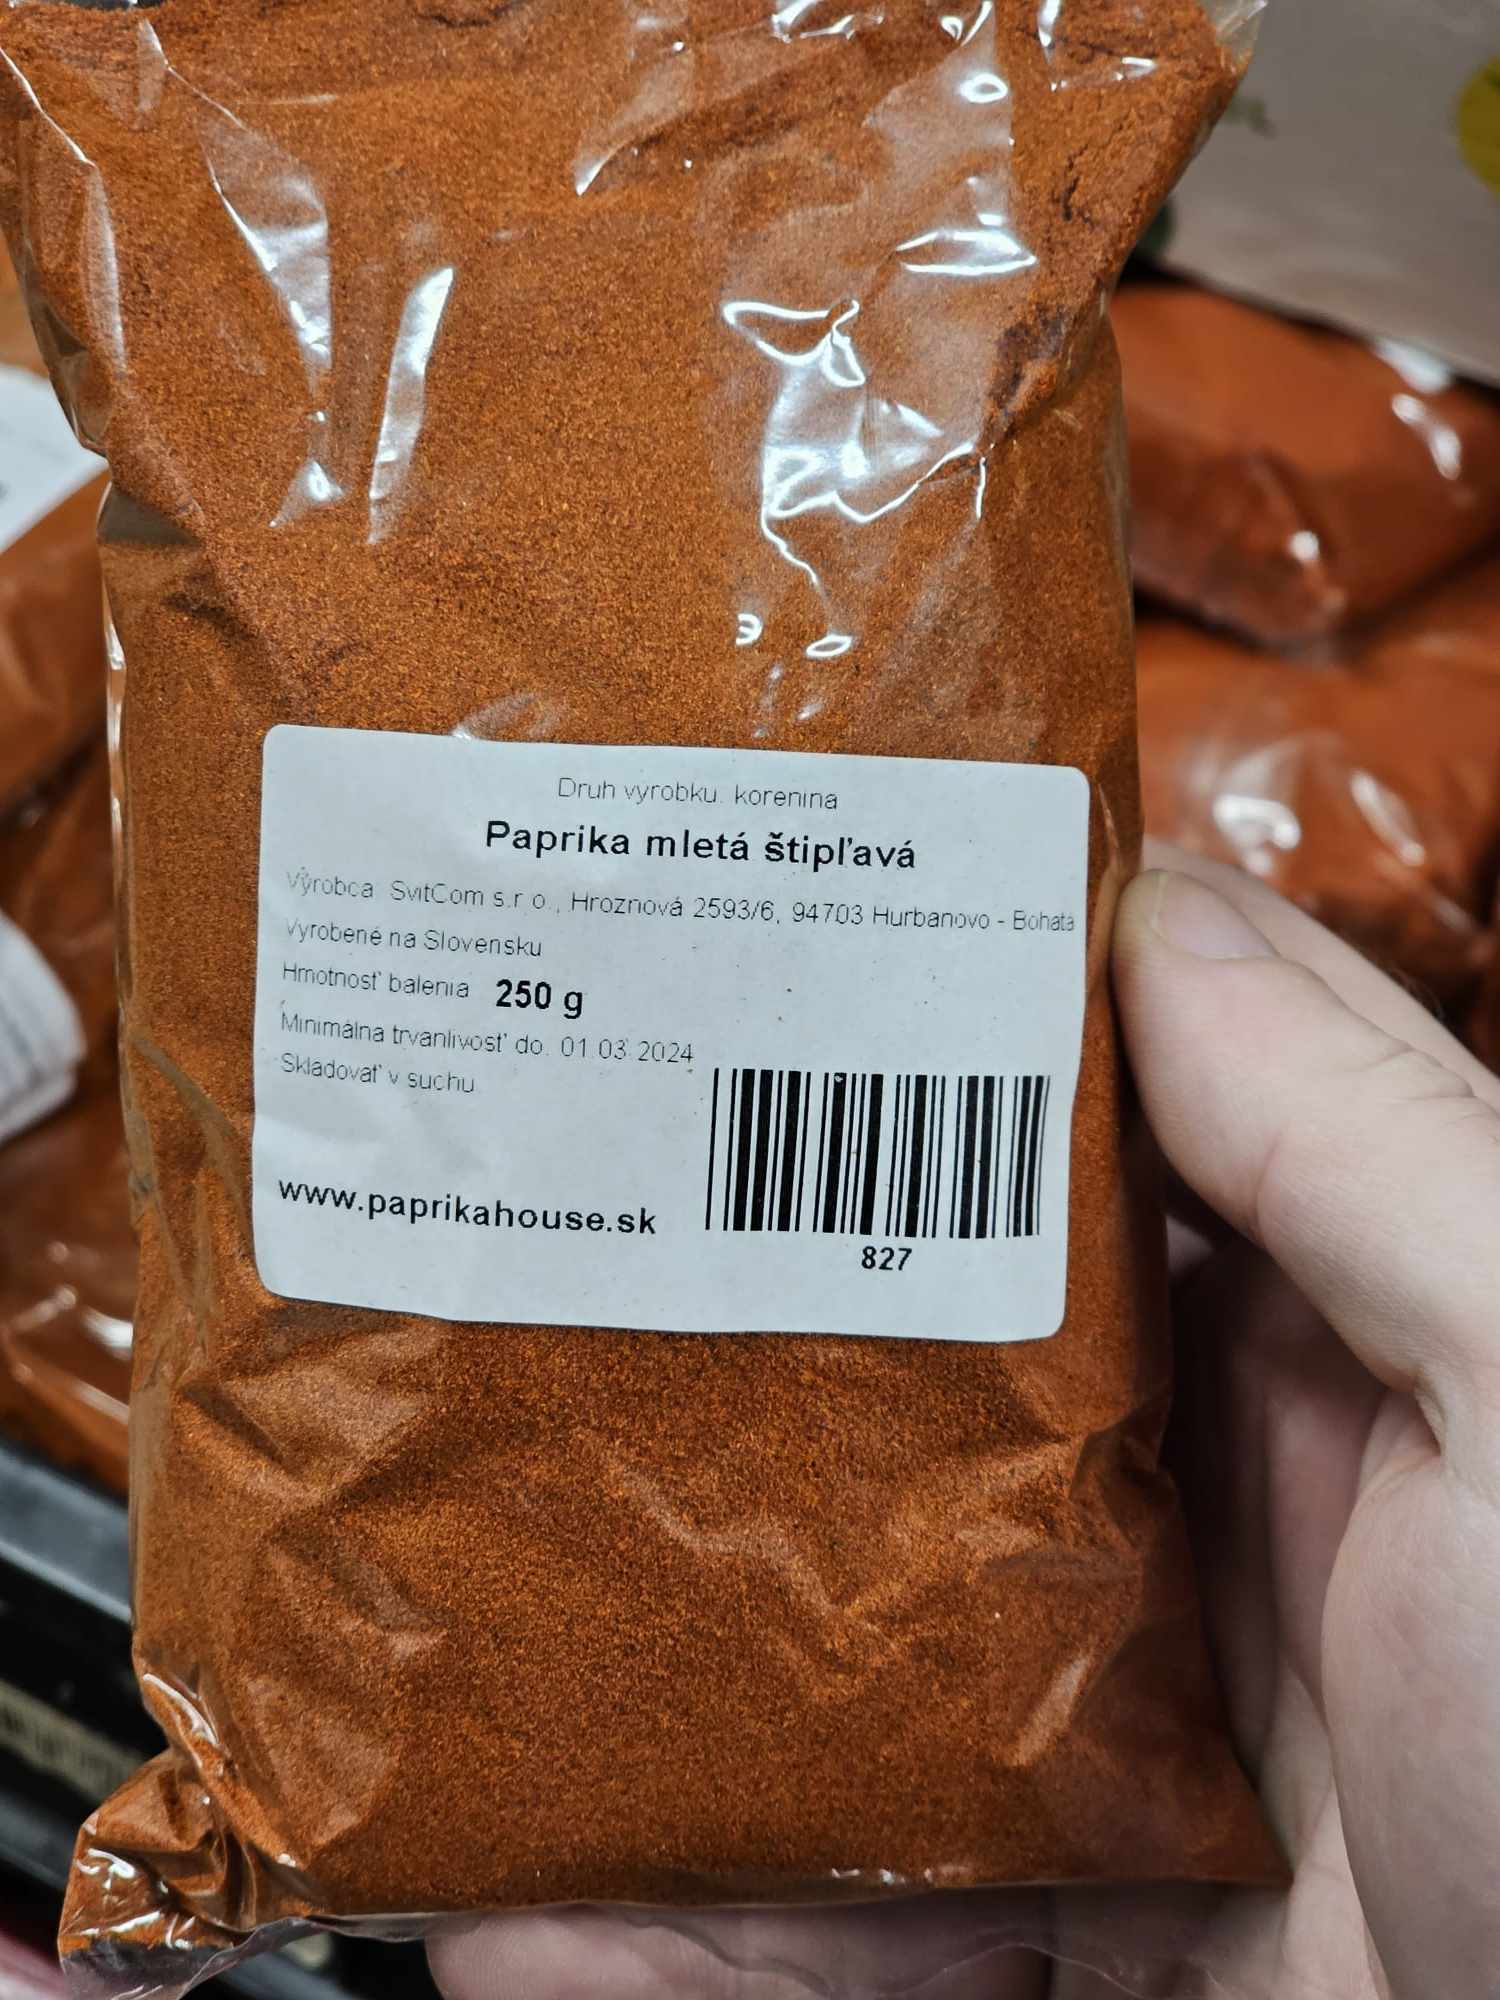 Druh výrobku: korenina
Paprika mletá štipľavá
Výrobca: SvitCom s.r.o., Hroznová 2593/6, 94703 Hurbanovo - Bohatá
Vyrobené na Slovensku
Hmotnosť balenia 250 g
Minimálna trvanlivosť do: 01.03.2024
Skladovať v suchu.
www.paprikahouse.sk
827